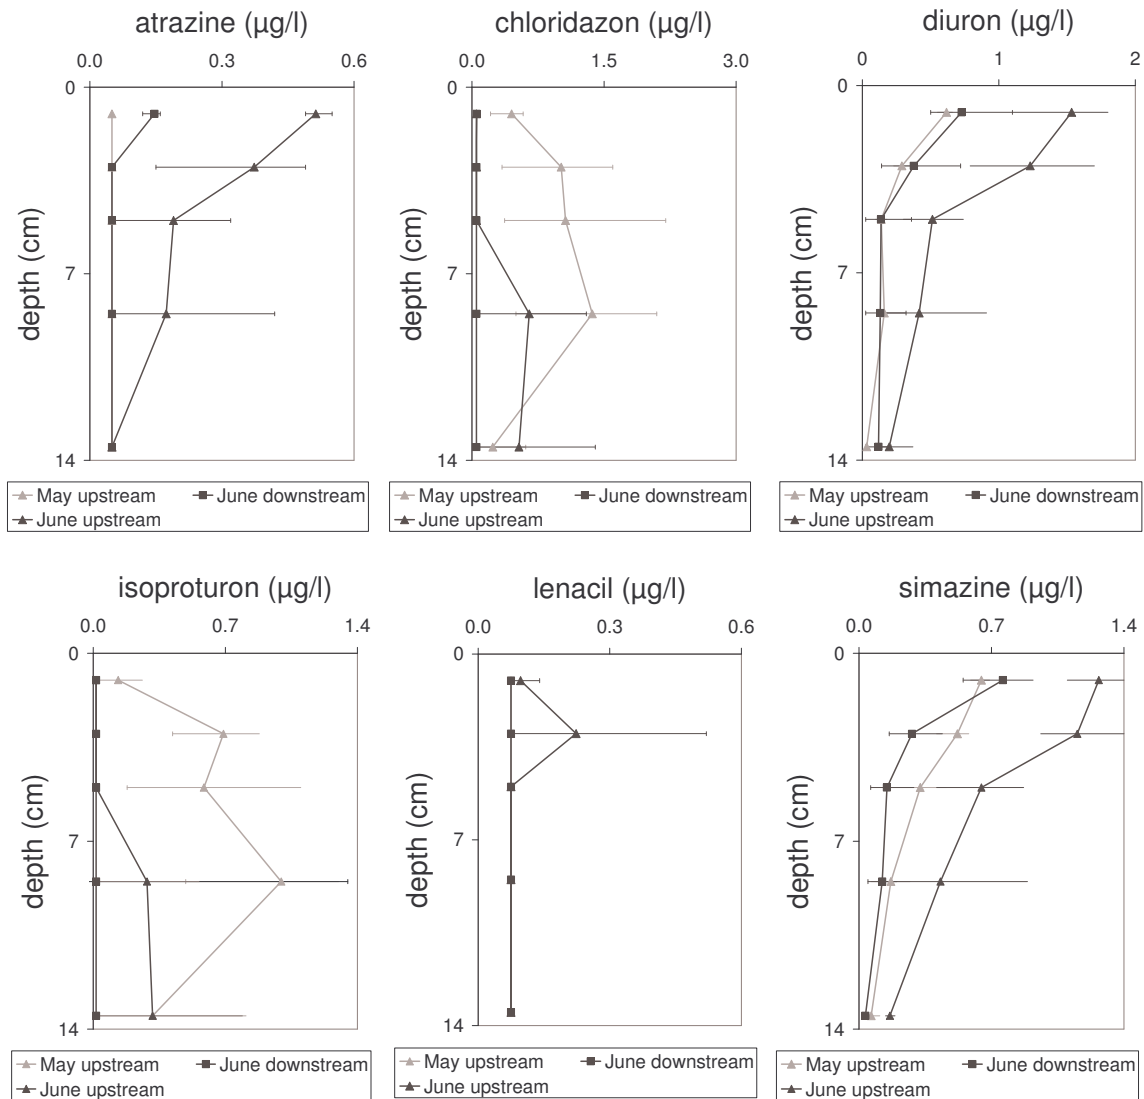 atrazine (µg/l)
0.0 0.3 0.6
0
7
14
depth (cm)
May upstream June downstream
June upstream
chloridazon (µg/l)
0.0 1.5 3.0
0
7
14
depth (cm)
May upstream June downstream
June upstream
diuron (µg/l)
0 1 2
0
7
14
depth (cm)
May upstream June downstream
June upstream
isoproturon (µg/l)
0.0 0.7 1.4
0
7
14
depth (cm)
May upstream June downstream
June upstream
lenacil (µg/l)
0.0 0.3 0.6
0
7
14
depth (cm)
May upstream June downstream
June upstream
simazine (µg/l)
0.0 0.7 1.4
0
7
14
depth (cm)
May upstream June downstream
June upstream